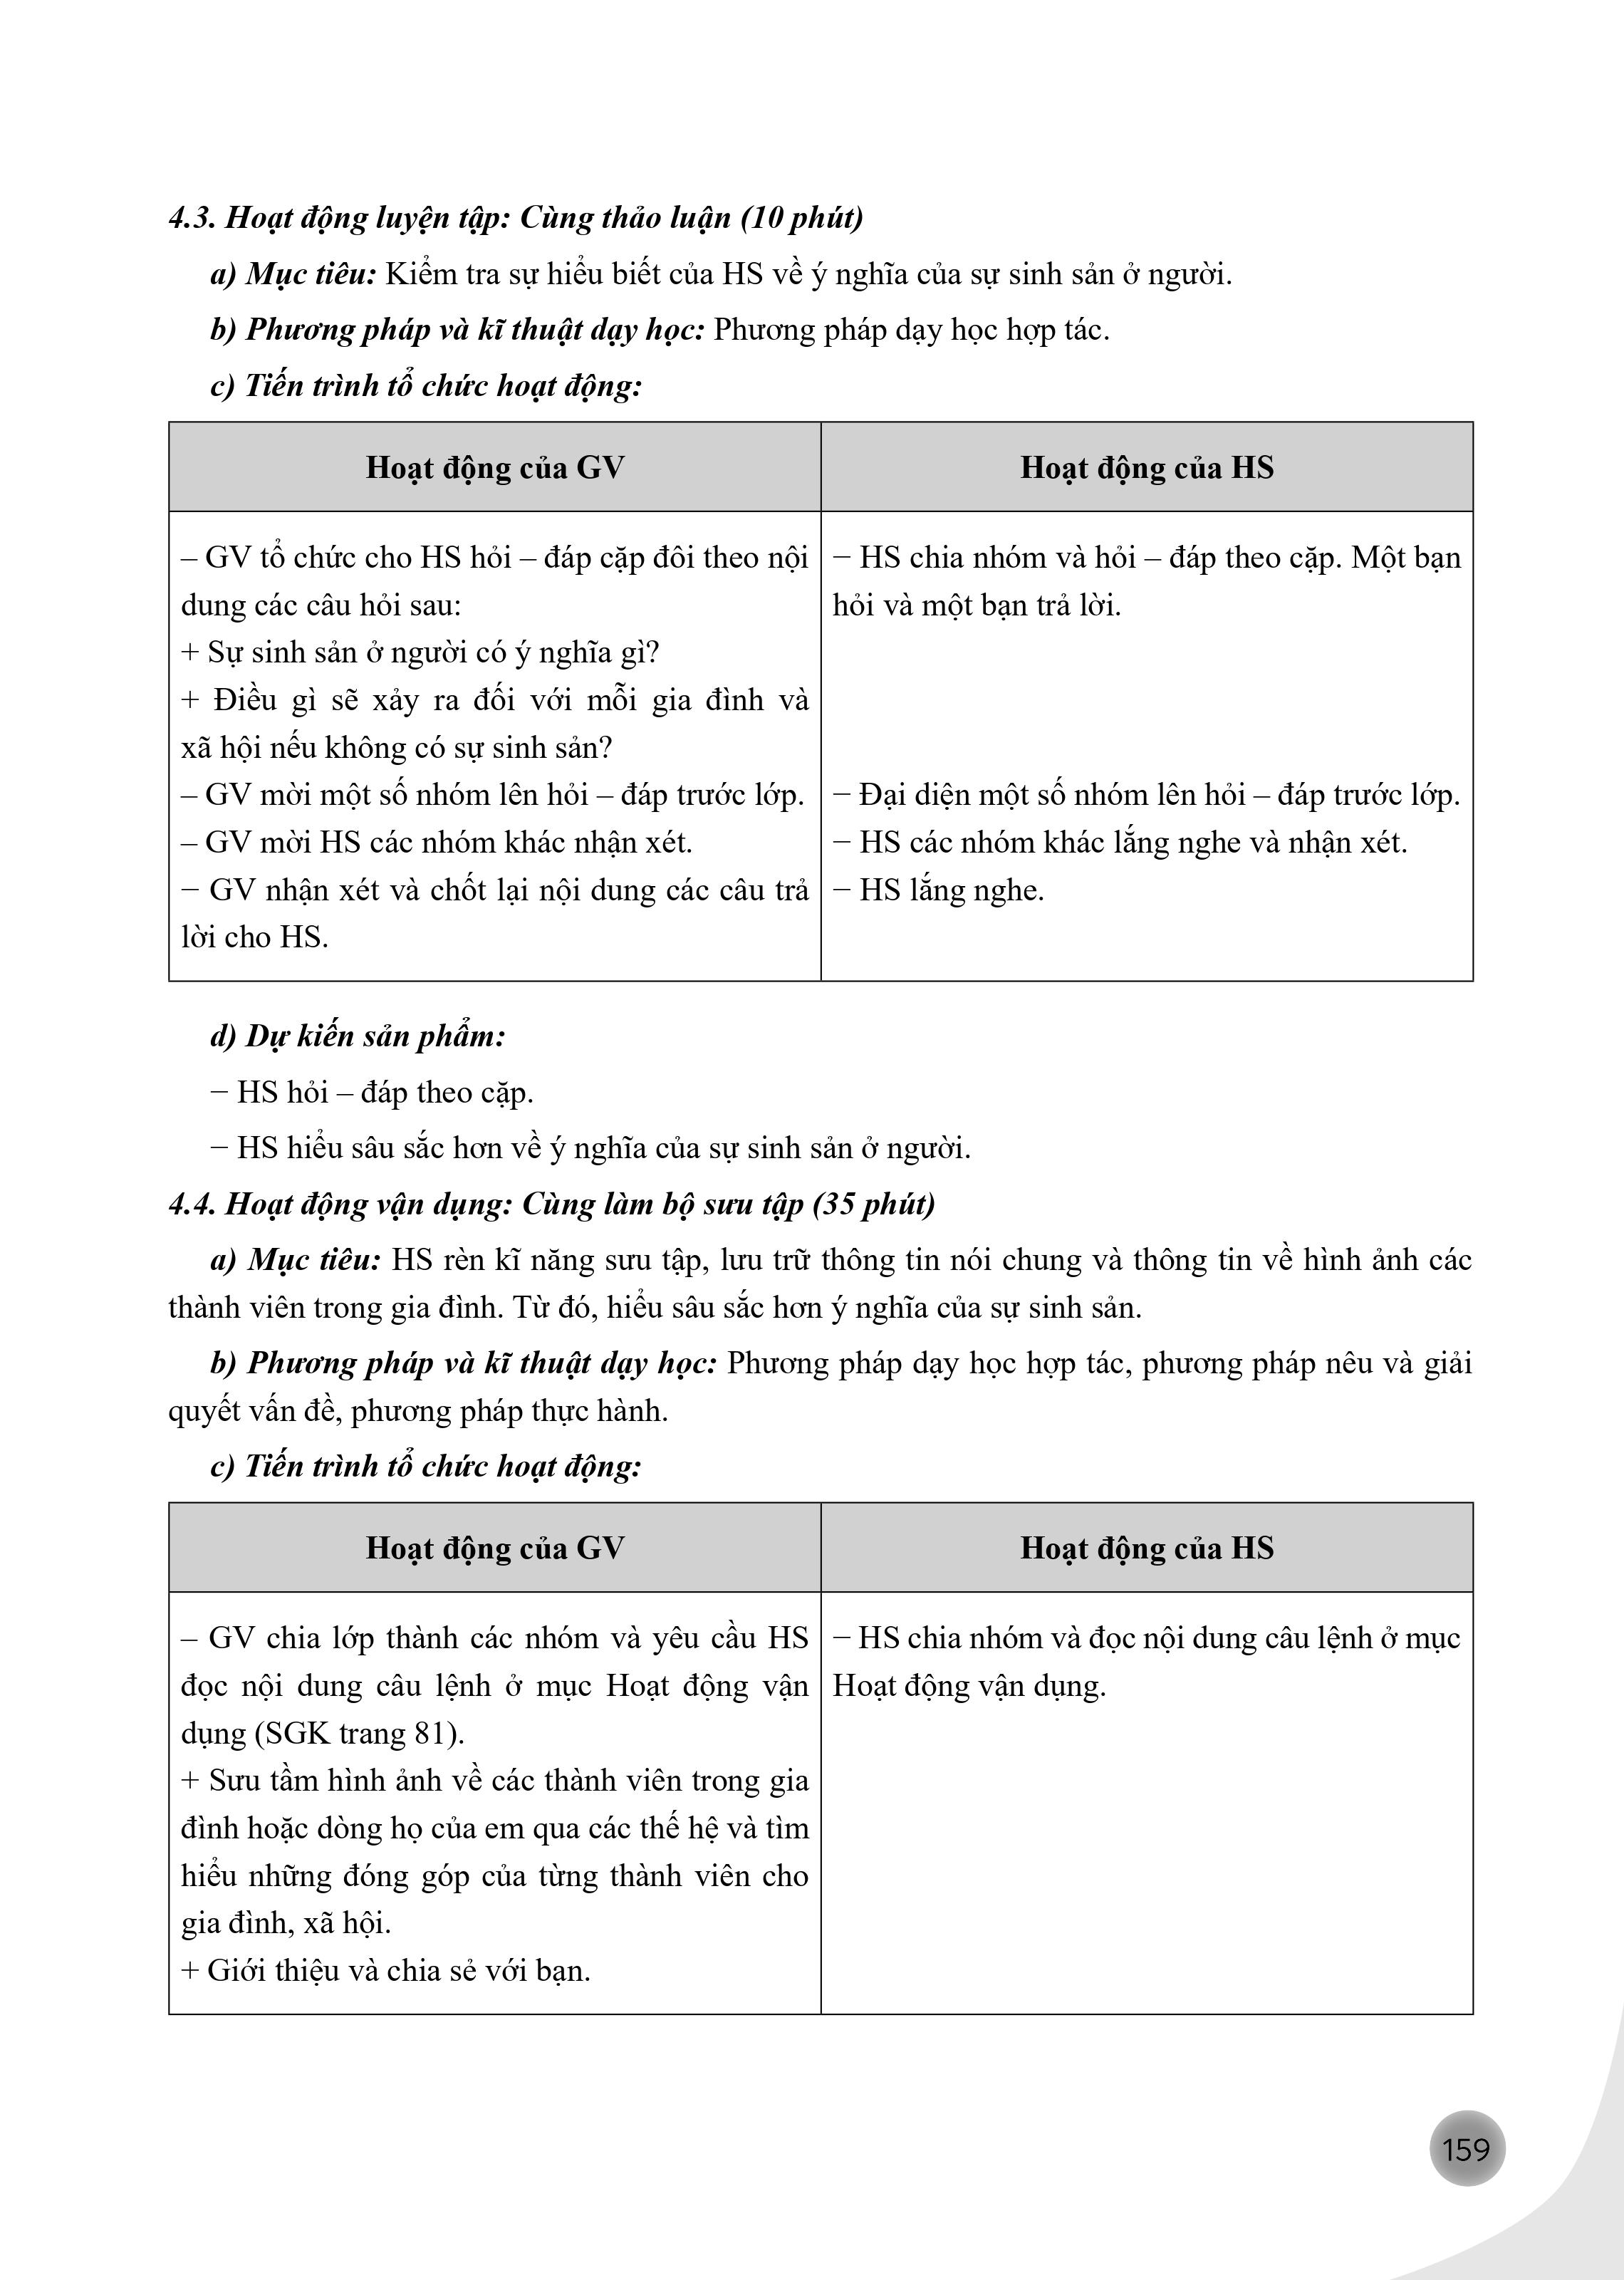 4.3. Hoạt động luyện tập: Cùng thảo luận (10 phút)
a) Mục tiêu: Kiểm tra sự hiểu biết của HS về ý nghĩa của sự sinh sản ở người.
b) Phương pháp và kĩ thuật dạy học: Phương pháp dạy học hợp tác.
c) Tiến trình tổ chức hoạt động:
Hoạt động của GV
– GV tổ chức cho HS hỏi – đáp cặp đôi theo nội
dung các câu hỏi sau:
+ Sự sinh sản ở người có ý nghĩa gì?
+ Điều gì sẽ xảy ra đối với mỗi gia đình và
xã hội nếu không có sự sinh sản?
– GV mời một số nhóm lên hỏi – đáp trước lớp.
– GV mời HS các nhóm khác nhận xét.
− GV nhận xét và chốt lại nội dung các câu trả
lời cho HS.
Hoạt động của HS
− HS chia nhóm và hỏi – đáp theo cặp. Một bạn
hỏi và một bạn trả lời.
− Đại diện một số nhóm lên hỏi – đáp trước lớp.
− HS các nhóm khác lắng nghe và nhận xét.
− HS lắng nghe.
d) Dự kiến sản phẩm:
− HS hỏi – đáp theo cặp.
− HS hiểu sâu sắc hơn về ý nghĩa của sự sinh sản ở người.
4.4. Hoạt động vận dụng: Cùng làm bộ sưu tập (35 phút)
a) Mục tiêu: HS rèn kĩ năng sưu tập, lưu trữ thông tin nói chung và thông tin về hình ảnh các
thành viên trong gia đình. Từ đó, hiểu sâu sắc hơn ý nghĩa của sự sinh sản.
b) Phương pháp và kĩ thuật dạy học: Phương pháp dạy học hợp tác, phương pháp nêu và giải
quyết vấn đề, phương pháp thực hành.
c) Tiến trình tổ chức hoạt động:
Hoạt động của GV
– GV chia lớp thành các nhóm và yêu cầu HS
đọc nội dung câu lệnh ở mục Hoạt động vận
dụng (SGK trang 81).
+ Sưu tầm hình ảnh về các thành viên trong gia
đình hoặc dòng họ của em qua các thế hệ và tìm
hiểu những đóng góp của từng thành viên cho
gia đình, xã hội.
+ Giới thiệu và chia sẻ với bạn.
Hoạt động của HS
− HS chia nhóm và đọc nội dung câu lệnh ở mục
Hoạt động vận dụng.
159